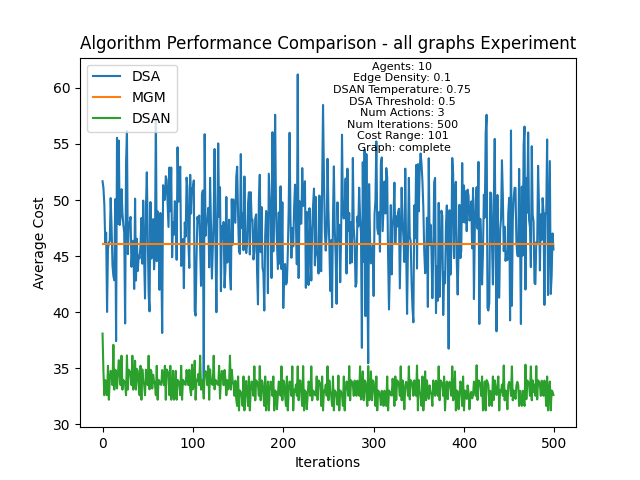 Algorithm Performance Comparison - all graphs Experiment
DSA
MGM
DSAN
Agents: 10
Edge Density: 0.1
DSAN Temperature: 0.75
DSA Threshold: 0.5
Num Actions: 3
Num Iterations: 500
Cost Range: 101
Graph: complete
Average Cost
60
55
50
45
40
35
30
0
100
200
300
400
500
Iterations